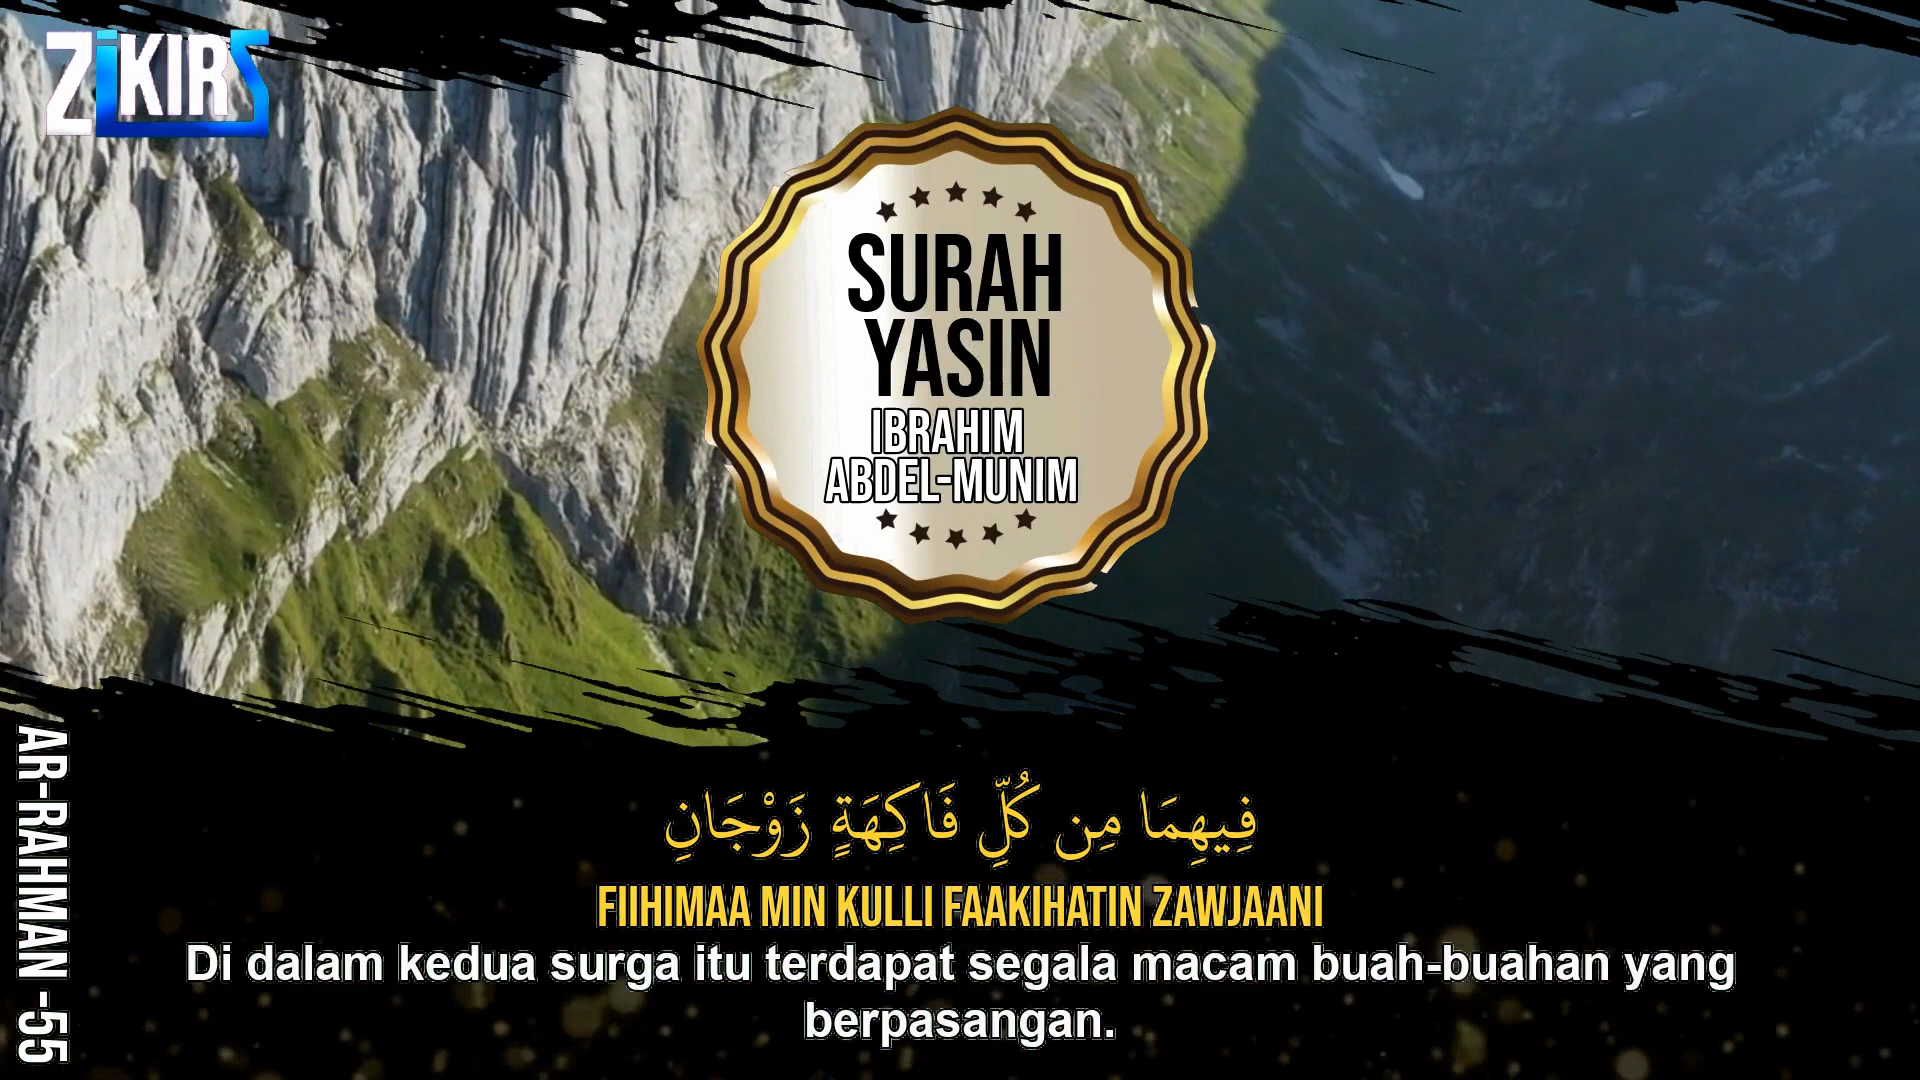 ZIKIRS
SURAH
YASIN
IBRAHIM
ABDEL-MUNIM
فِيهِمَا مِن كُلِّ فَاكِهَةٍ زَوْجَانِ
FIIHIMAA MIN KULLI FAAKIHATIN ZAWJAANI
Di dalam kedua surga itu terdapat segala macam buah-buahan yang
berpasangan.
AR-RAHMAN -55